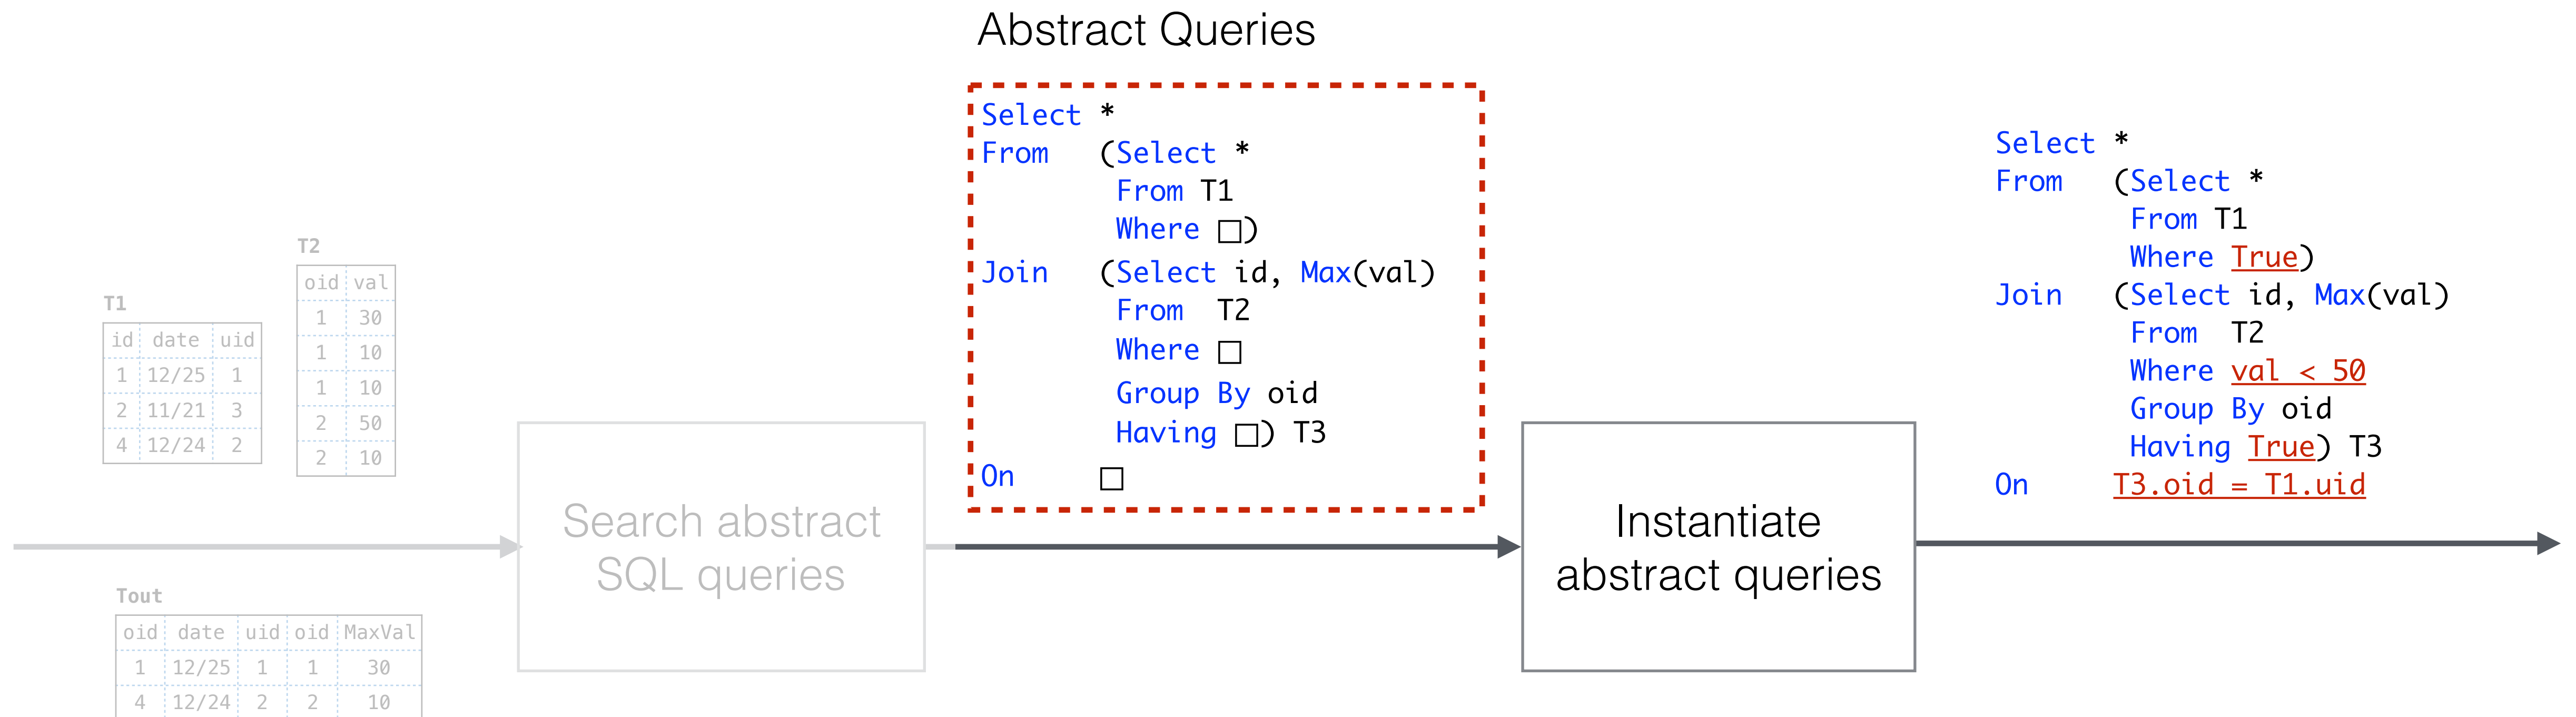 Abstract Queries
T1
id date uid
1 12/25 1
2 11/21 3
4 12/24 2
T2
oid val
1 30
1 10
1 10
2 50
2 10
Tout
oid date uid oid MaxVal
1 12/25 1 1 30
4 12/24 2 2 10
Search abstract
SQL queries
Select *
From (Select *
From T1
Where □)
Join (Select id, Max(val)
From T2
Where □
Group By oid
Having □) T3
On □
Instantiate
abstract queries
Select *
From (Select *
From T1
Where True)
Join (Select id, Max(val)
From T2
Where val < 50
Group By oid
Having True) T3
On T3.oid = T1.uid